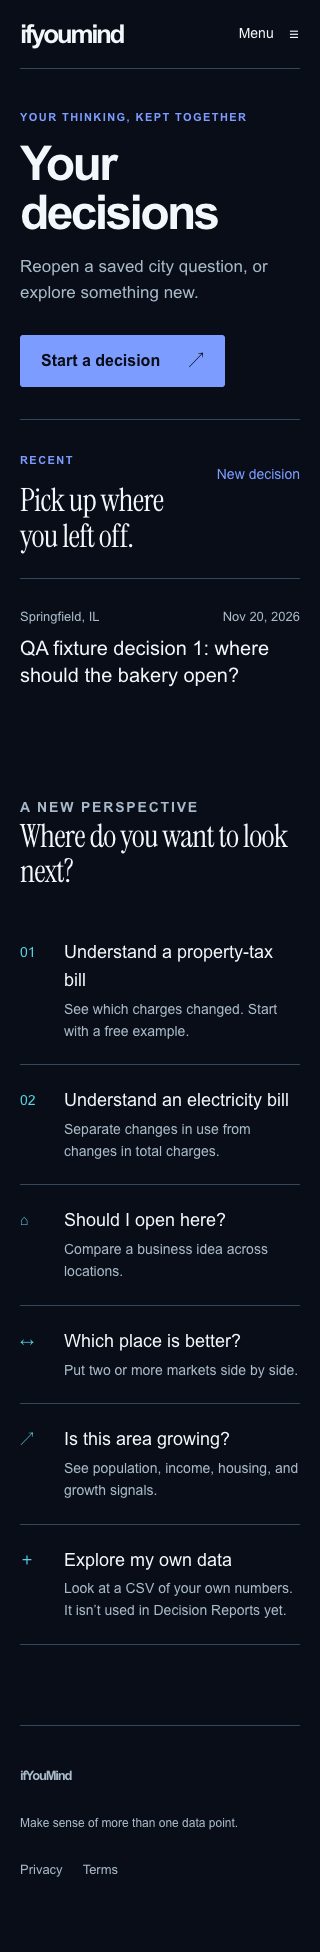 ifyoumind
Menu ≡
YOUR THINKING, KEPT TOGETHER
Your
decisions
Reopen a saved city question, or
explore something new.
Start a decision ↗
RECENT
New decision
Pick up where
you left off.
Springfield, IL
Nov 20, 2026
QA fixture decision 1: where
should the bakery open?
A NEW PERSPECTIVE
Where do you want to look
next?
01
Understand a property-tax
bill
See which charges changed. Start
with a free example.
02
Understand an electricity bill
Separate changes in use from
changes in total charges.
⌂
Should I open here?
Compare a business idea across
locations.
↔
Which place is better?
Put two or more markets side by side.
↗
Is this area growing?
See population, income, housing, and
growth signals.
+
Explore my own data
Look at a CSV of your own numbers.
It isn’t used in Decision Reports yet.
ifYouMind
Make sense of more than one data point.
Privacy
Terms